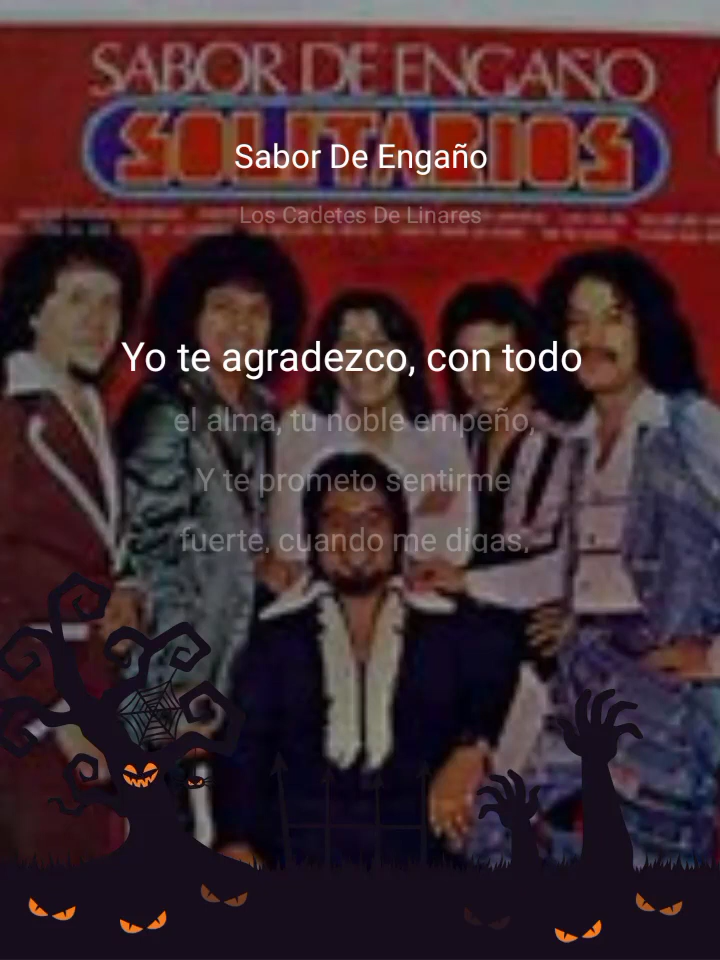 SABOR DE ENGAÑO
SOLITARIOS
Sabor De Engaño
Los Cadetes De Linares
Yo te agradezco, con todo
el alma, tu noble empeño,
Y te prometo sentirme
fuerte, cuando me digas,